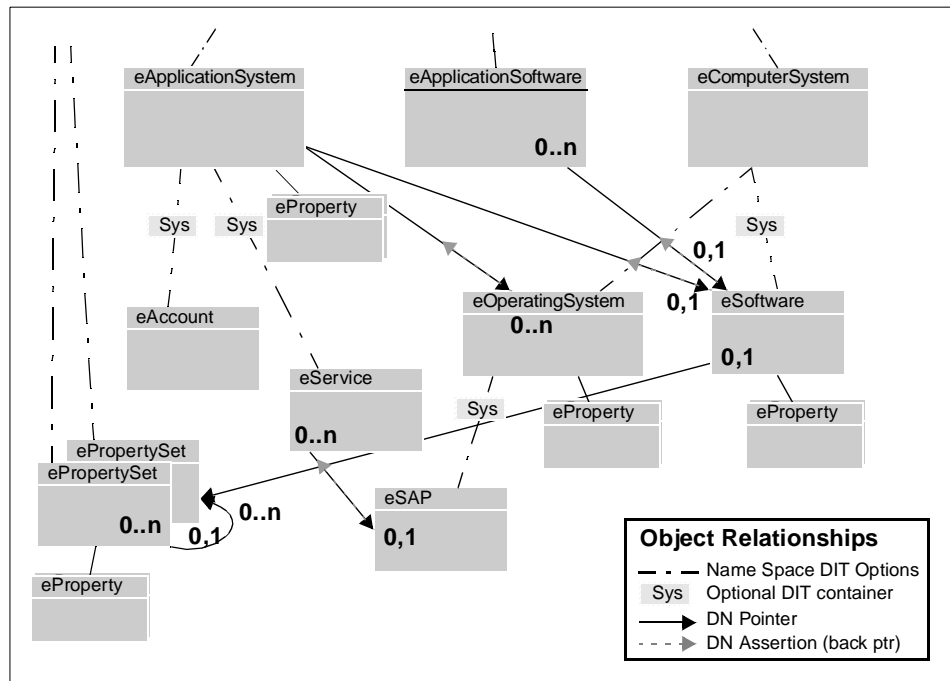 eApplicationSystem
eApplicationSoftware
eComputerSystem
0..n
eProperty
Sys
Sys
Sys
0,1
eOperatingSystem
0..n
0,1
eSoftware
0,1
eAccount
eService
0..n
Sys
eProperty
eProperty
ePropertySet
ePropertySet
0..n
0,1
0..n
eSAP
0,1
eProperty
Object Relationships
Name Space DIT Options
Sys Optional DIT container
DN Pointer
DN Assertion (back ptr)